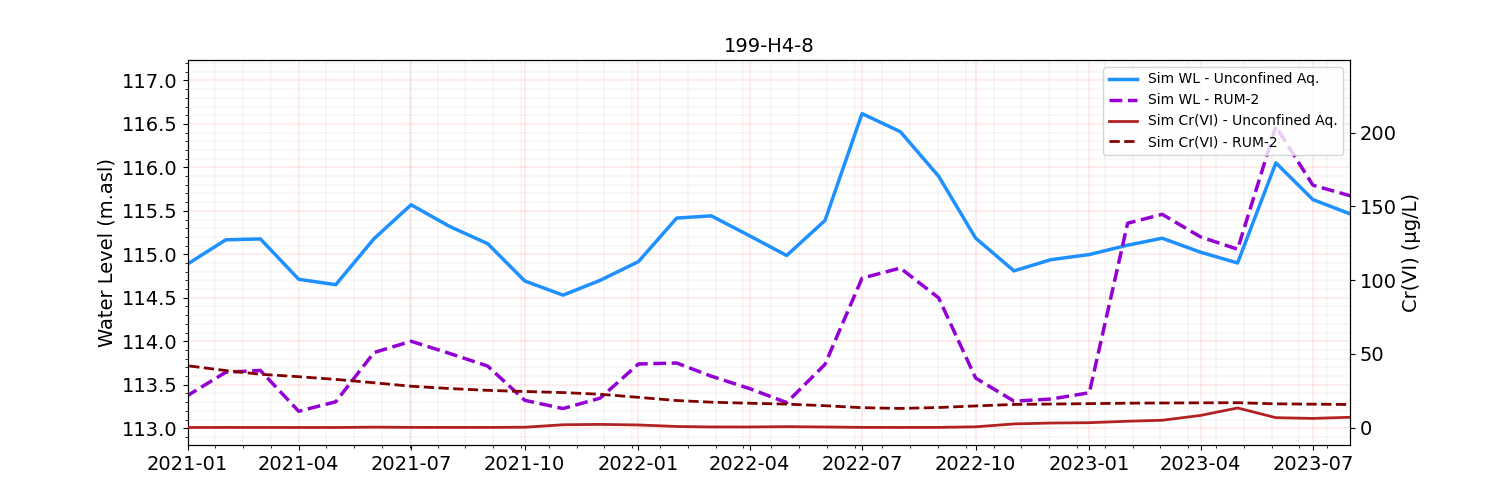 199-H4-8
Water Level (m.asl)
117.0
116.5
116.0
115.5
115.0
114.5
114.0
113.5
113.0
Sim WL - Unconfined Aq.
Sim WL - RUM-2
Sim Cr(VI) - Unconfined Aq.
Sim Cr(VI) - RUM-2
200
150
100
50
0
Cr(VI) (μg/L)
2021-01 2021-04 2021-07 2021-10 2022-01 2022-04 2022-07 2022-10 2023-01 2023-04 2023-07